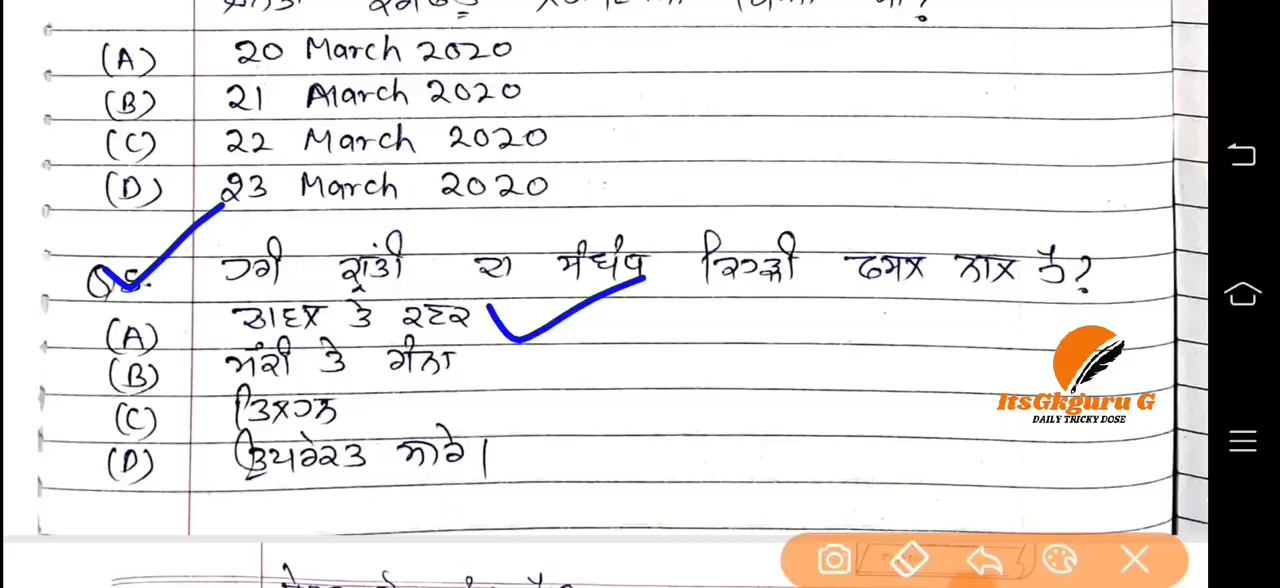 (A) 20 March 2020
(B) 21 March 2020
(C) 22 March 2020
(D) 23 March 2020
ਹਰੀ ਕ੍ਰਾਂਤੀ ਦਾ ਸੰਬੰਧ ਕਿਹੜੀ ਫਸਲ ਨਾਲ ਹੈ?
(A) ਚਾਵਲ ਤੇ ਕਣਕ
(B) ਮੱਕੀ ਤੇ ਗੰਨਾ
(C) ਤਿਲਹਨ
(D) ਉਪਰੋਕਤ ਸਾਰੇ।
ItsGkguru G
DAILY TRICKY DOSE